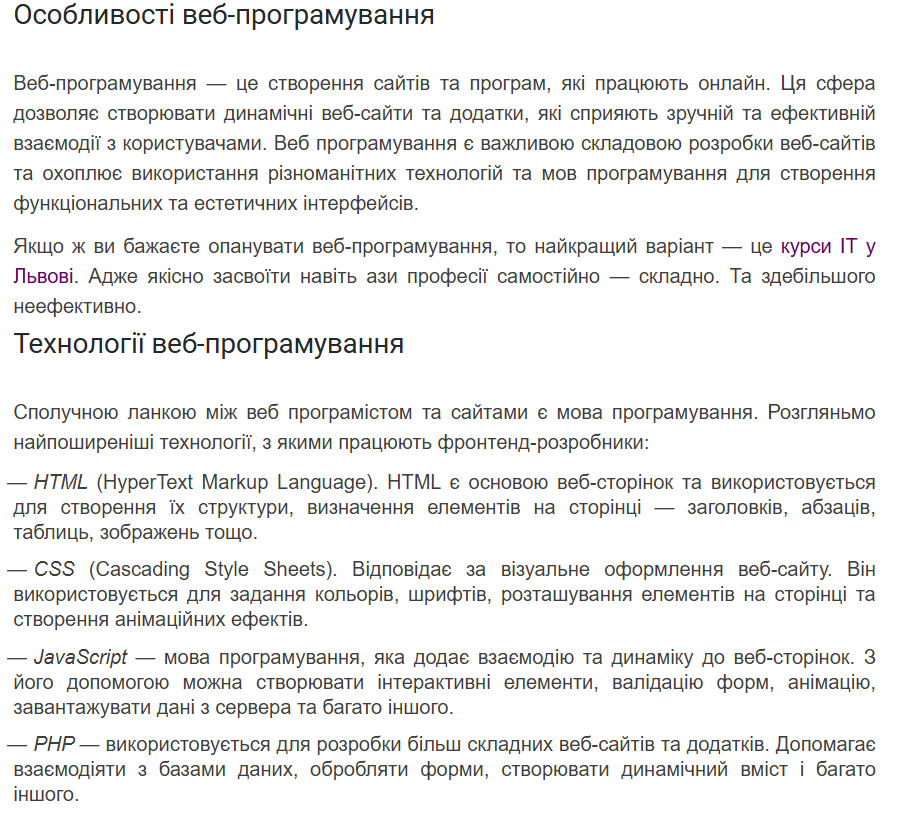 Особливості веб-програмування
Веб-програмування — це створення сайтів та програм, які працюють онлайн. Ця сфера
дозволяє створювати динамічні веб-сайти та додатки, які сприяють зручній та ефективній
взаємодії з користувачами. Веб програмування є важливою складовою розробки веб-сайтів
та охоплює використання різноманітних технологій та мов програмування для створення
функціональних та естетичних інтерфейсів.
Якщо ж ви бажаєте опанувати веб-програмування, то найкращий варіант — це курси ІТ у
Львові. Адже якісно засвоїти навіть ази професії самостійно — складно. Та здебільшого
неефективно.
Технології веб-програмування
Сполучною ланкою між веб програмістом та сайтами є мова програмування. Розгляньмо
найпоширеніші технології, з якими працюють фронтенд-розробники:
— HTML (HyperText Markup Language). HTML є основою веб-сторінок та використовується
для створення їх структури, визначення елементів на сторінці — заголовків, абзаців,
таблиць, зображень тощо.
— CSS (Cascading Style Sheets). Відповідає за візуальне оформлення веб-сайту. Він
використовується для задання кольорів, шрифтів, розташування елементів на сторінці та
створення анімаційних ефектів.
— JavaScript — мова програмування, яка додає взаємодію та динаміку до веб-сторінок. З
його допомогою можна створювати інтерактивні елементи, валідацію форм, анімацію,
завантажувати дані з сервера та багато іншого.
— PHP — використовується для розробки більш складних веб-сайтів та додатків. Допомагає
взаємодіяти з базами даних, обробляти форми, створювати динамічний вміст і багато
іншого.